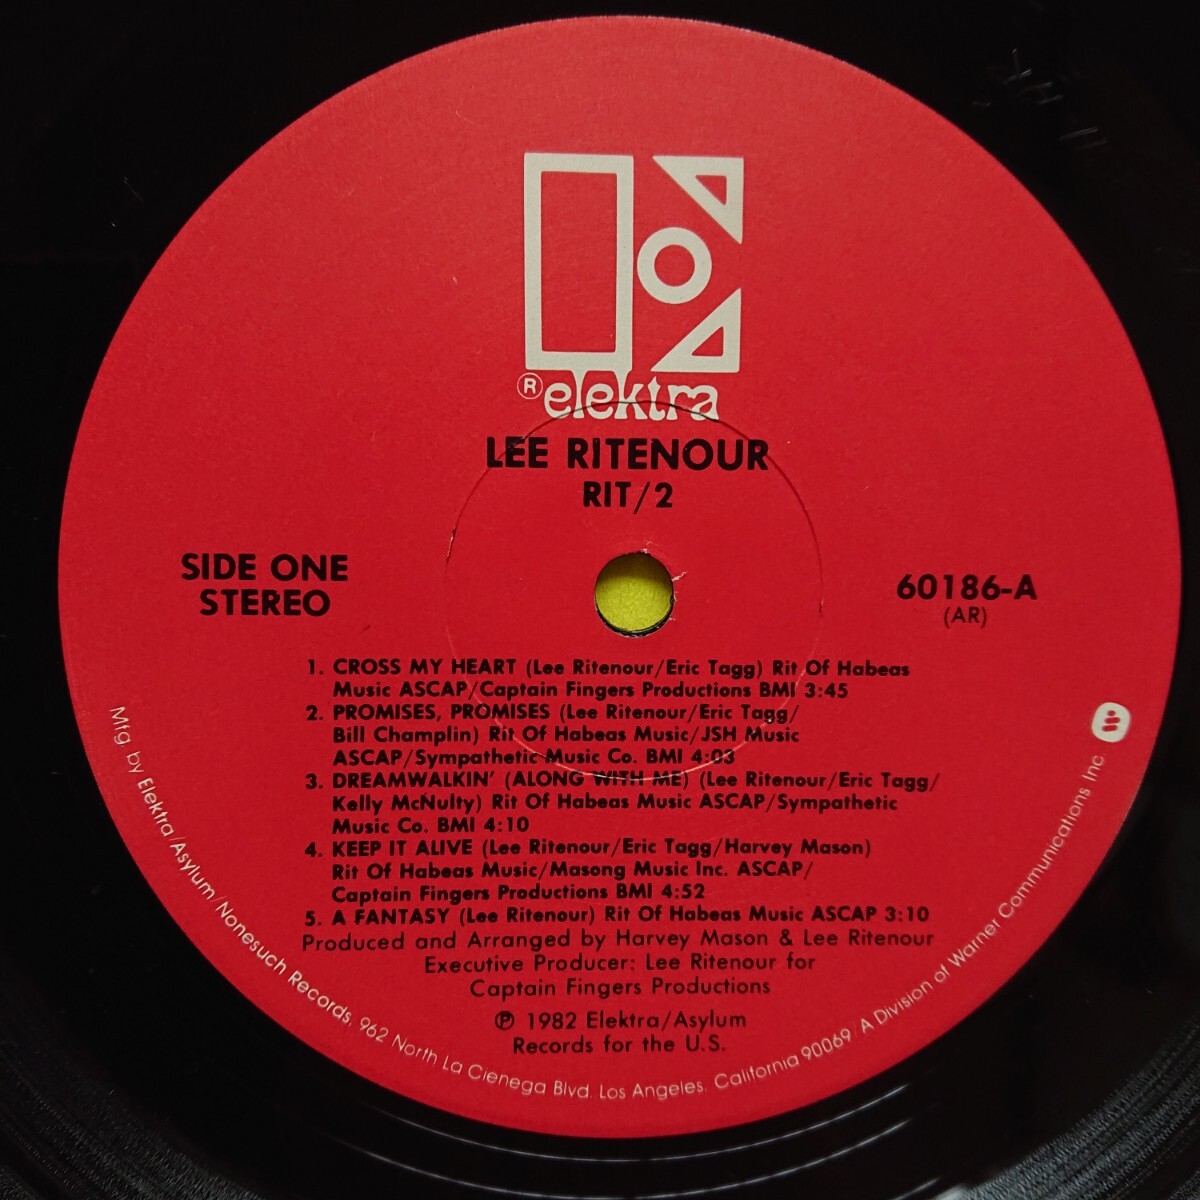 ® elektra
LEE RITENOUR
RIT/2
SIDE ONE
STEREO
60186-A
(AR)
1. CROSS MY HEART (Lee Ritenour/Eric Tagg) Rit Of Habeas
Music ASCAP/Captain Fingers Productions BMI 3:45
2. PROMISES, PROMISES (Lee Ritenour/Eric Tagg/
Bill Champlin) Rit Of Habeas Music/JSH Music
ASCAP/Sympathetic Music Co. BMI 4:03
3. DREAMWALKIN' (ALONG WITH ME) (Lee Ritenour/Eric Tagg/
Kelly McNulty) Rit Of Habeas Music ASCAP/Sympathetic
Music Co. BMI 4:10
4. KEEP IT ALIVE (Lee Ritenour/Eric Tagg/Harvey Mason)
Rit Of Habeas Music/Masong Music Inc. ASCAP/
Captain Fingers Productions BMI 4:52
5. A FANTASY (Lee Ritenour) Rit Of Habeas Music ASCAP 3:10
Produced and Arranged by Harvey Mason & Lee Ritenour
Executive Producer: Lee Ritenour for
Captain Fingers Productions
℗ 1982 Elektra/Asylum
Records for the U.S.
Mfg. by Elektra/Asylum/Nonesuch Records, 962 North La Cienega Blvd. Los Angeles, California 90069 / A Division of Warner Communications Inc.